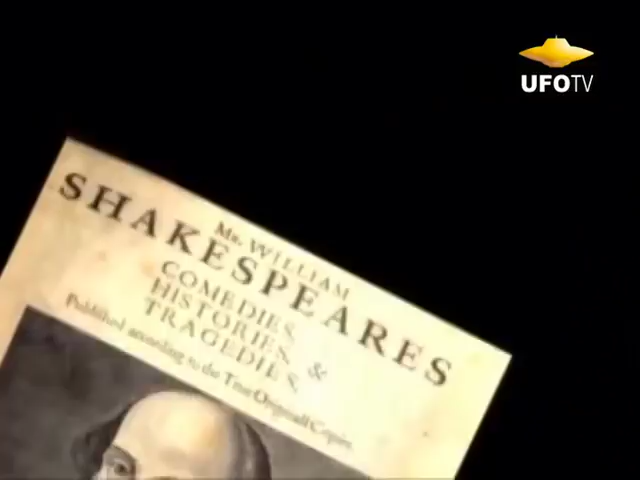 UFOTV
Mr. WILLIAM
SHAKESPEARES
COMEDIES,
HISTORIES, &
TRAGEDIES.
Published according to the True Originall Copies.